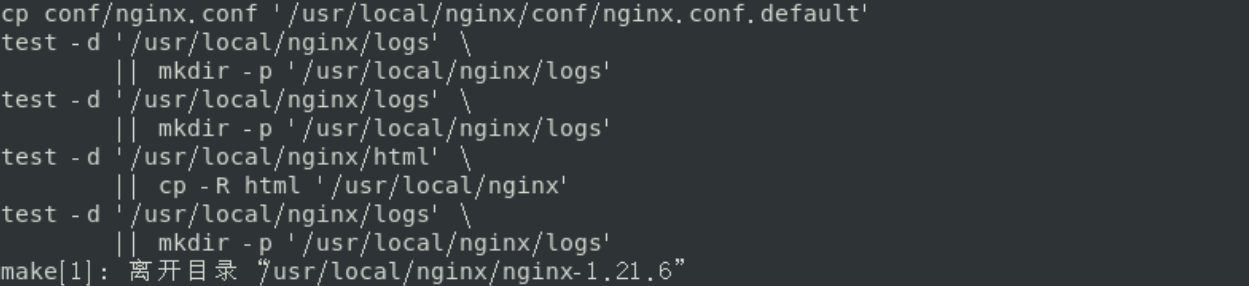 cp conf/nginx.conf '/usr/local/nginx/conf/nginx.conf.default'
test -d '/usr/local/nginx/logs' \
        || mkdir -p '/usr/local/nginx/logs'
test -d '/usr/local/nginx/logs' \
        || mkdir -p '/usr/local/nginx/logs'
test -d '/usr/local/nginx/html' \
        || cp -R html '/usr/local/nginx'
test -d '/usr/local/nginx/logs' \
        || mkdir -p '/usr/local/nginx/logs'
make[1]: 离开目录 “/usr/local/nginx/nginx-1.21.6”